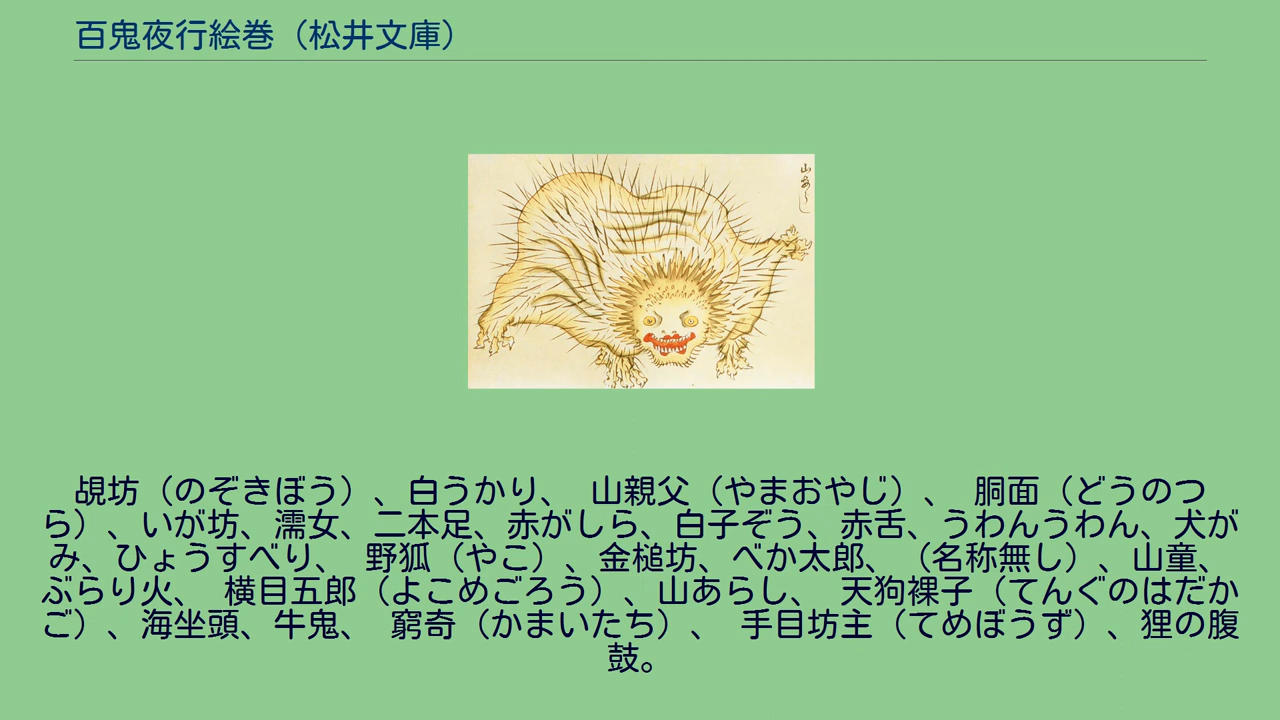 百鬼夜行絵巻（松井文庫）
山あらし
覘坊（のぞきぼう）、白うかり、 山親父（やまおやじ）、 胴面（どうのつ
ら）、いが坊、濡女、二本足、赤がしら、白子ぞう、赤舌、うわんうわん、犬が
み、ひょうすべり、 野狐（やこ）、金槌坊、べか太郎、（名称無し）、山童、
ぶらり火、 横目五郎（よこめごろう）、山あらし、 天狗裸子（てんぐのはだか
ご）、海坐頭、牛鬼、 窮奇（かまいたち）、 手目坊主（てめぼうず）、狸の腹
鼓。